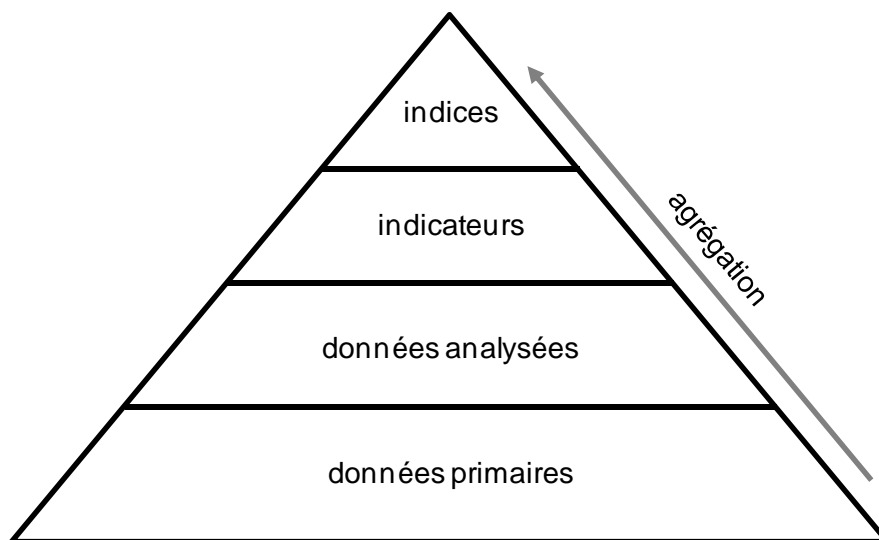 indices
indicateurs
agrégation
données analysées
données primaires